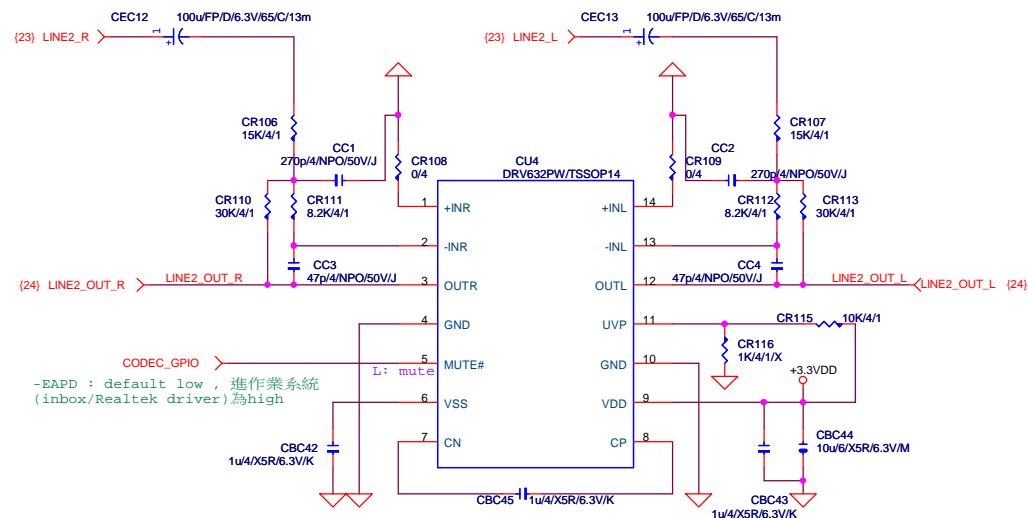 CEC12
100u/FP/D/6.3V/65/C/13m
CEC13
100u/FP/D/6.3V/65/C/13m
{23} LINE2_R
1
+
{23} LINE2_L
1
+
CR106
15K/4/1
CC1
270p/4/NPO/50V/J
CR108
0/4
CR110
30K/4/1
CR111
8.2K/4/1
CC3
47p/4/NPO/50V/J
CR107
15K/4/1
CC2
270p/4/NPO/50V/J
CR109
0/4
CR112
8.2K/4/1
CR113
30K/4/1
CC4
47p/4/NPO/50V/J
CU4
DRV632PW/TSSOP14
1 +INR
2 -INR
3 OUTR
4 GND
5 MUTE#
6 VSS
7 CN
+INL 14
-INL 13
OUTL 12
UVP 11
GND 10
VDD 9
CP 8
{24} LINE2_OUT_R
LINE2_OUT_R
LINE2_OUT_L
LINE2_OUT_L {24}
CR115
10K/4/1
CR116
1K/4/1/X
+3.3VDD
CODEC_GPIO
L: mute
-EAPD : default low , 進作業系統
(inbox/Realtek driver)為high
CBC42
1u/4/X5R/6.3V/K
CBC45
1u/4/X5R/6.3V/K
CBC44
10u/6/X5R/6.3V/M
CBC43
1u/4/X5R/6.3V/K